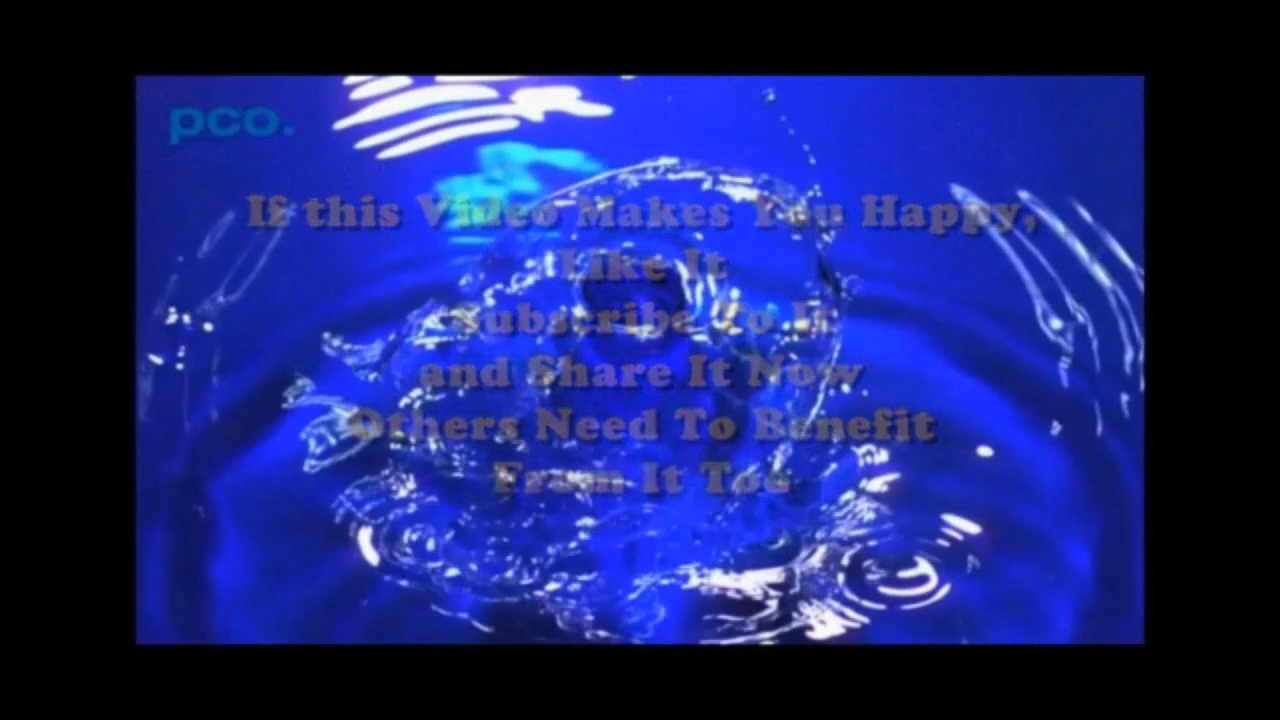 pco.
If this Video Makes You Happy,
Like It
Subscribe To It
and Share It Now
Others Need To Benefit
From It Too